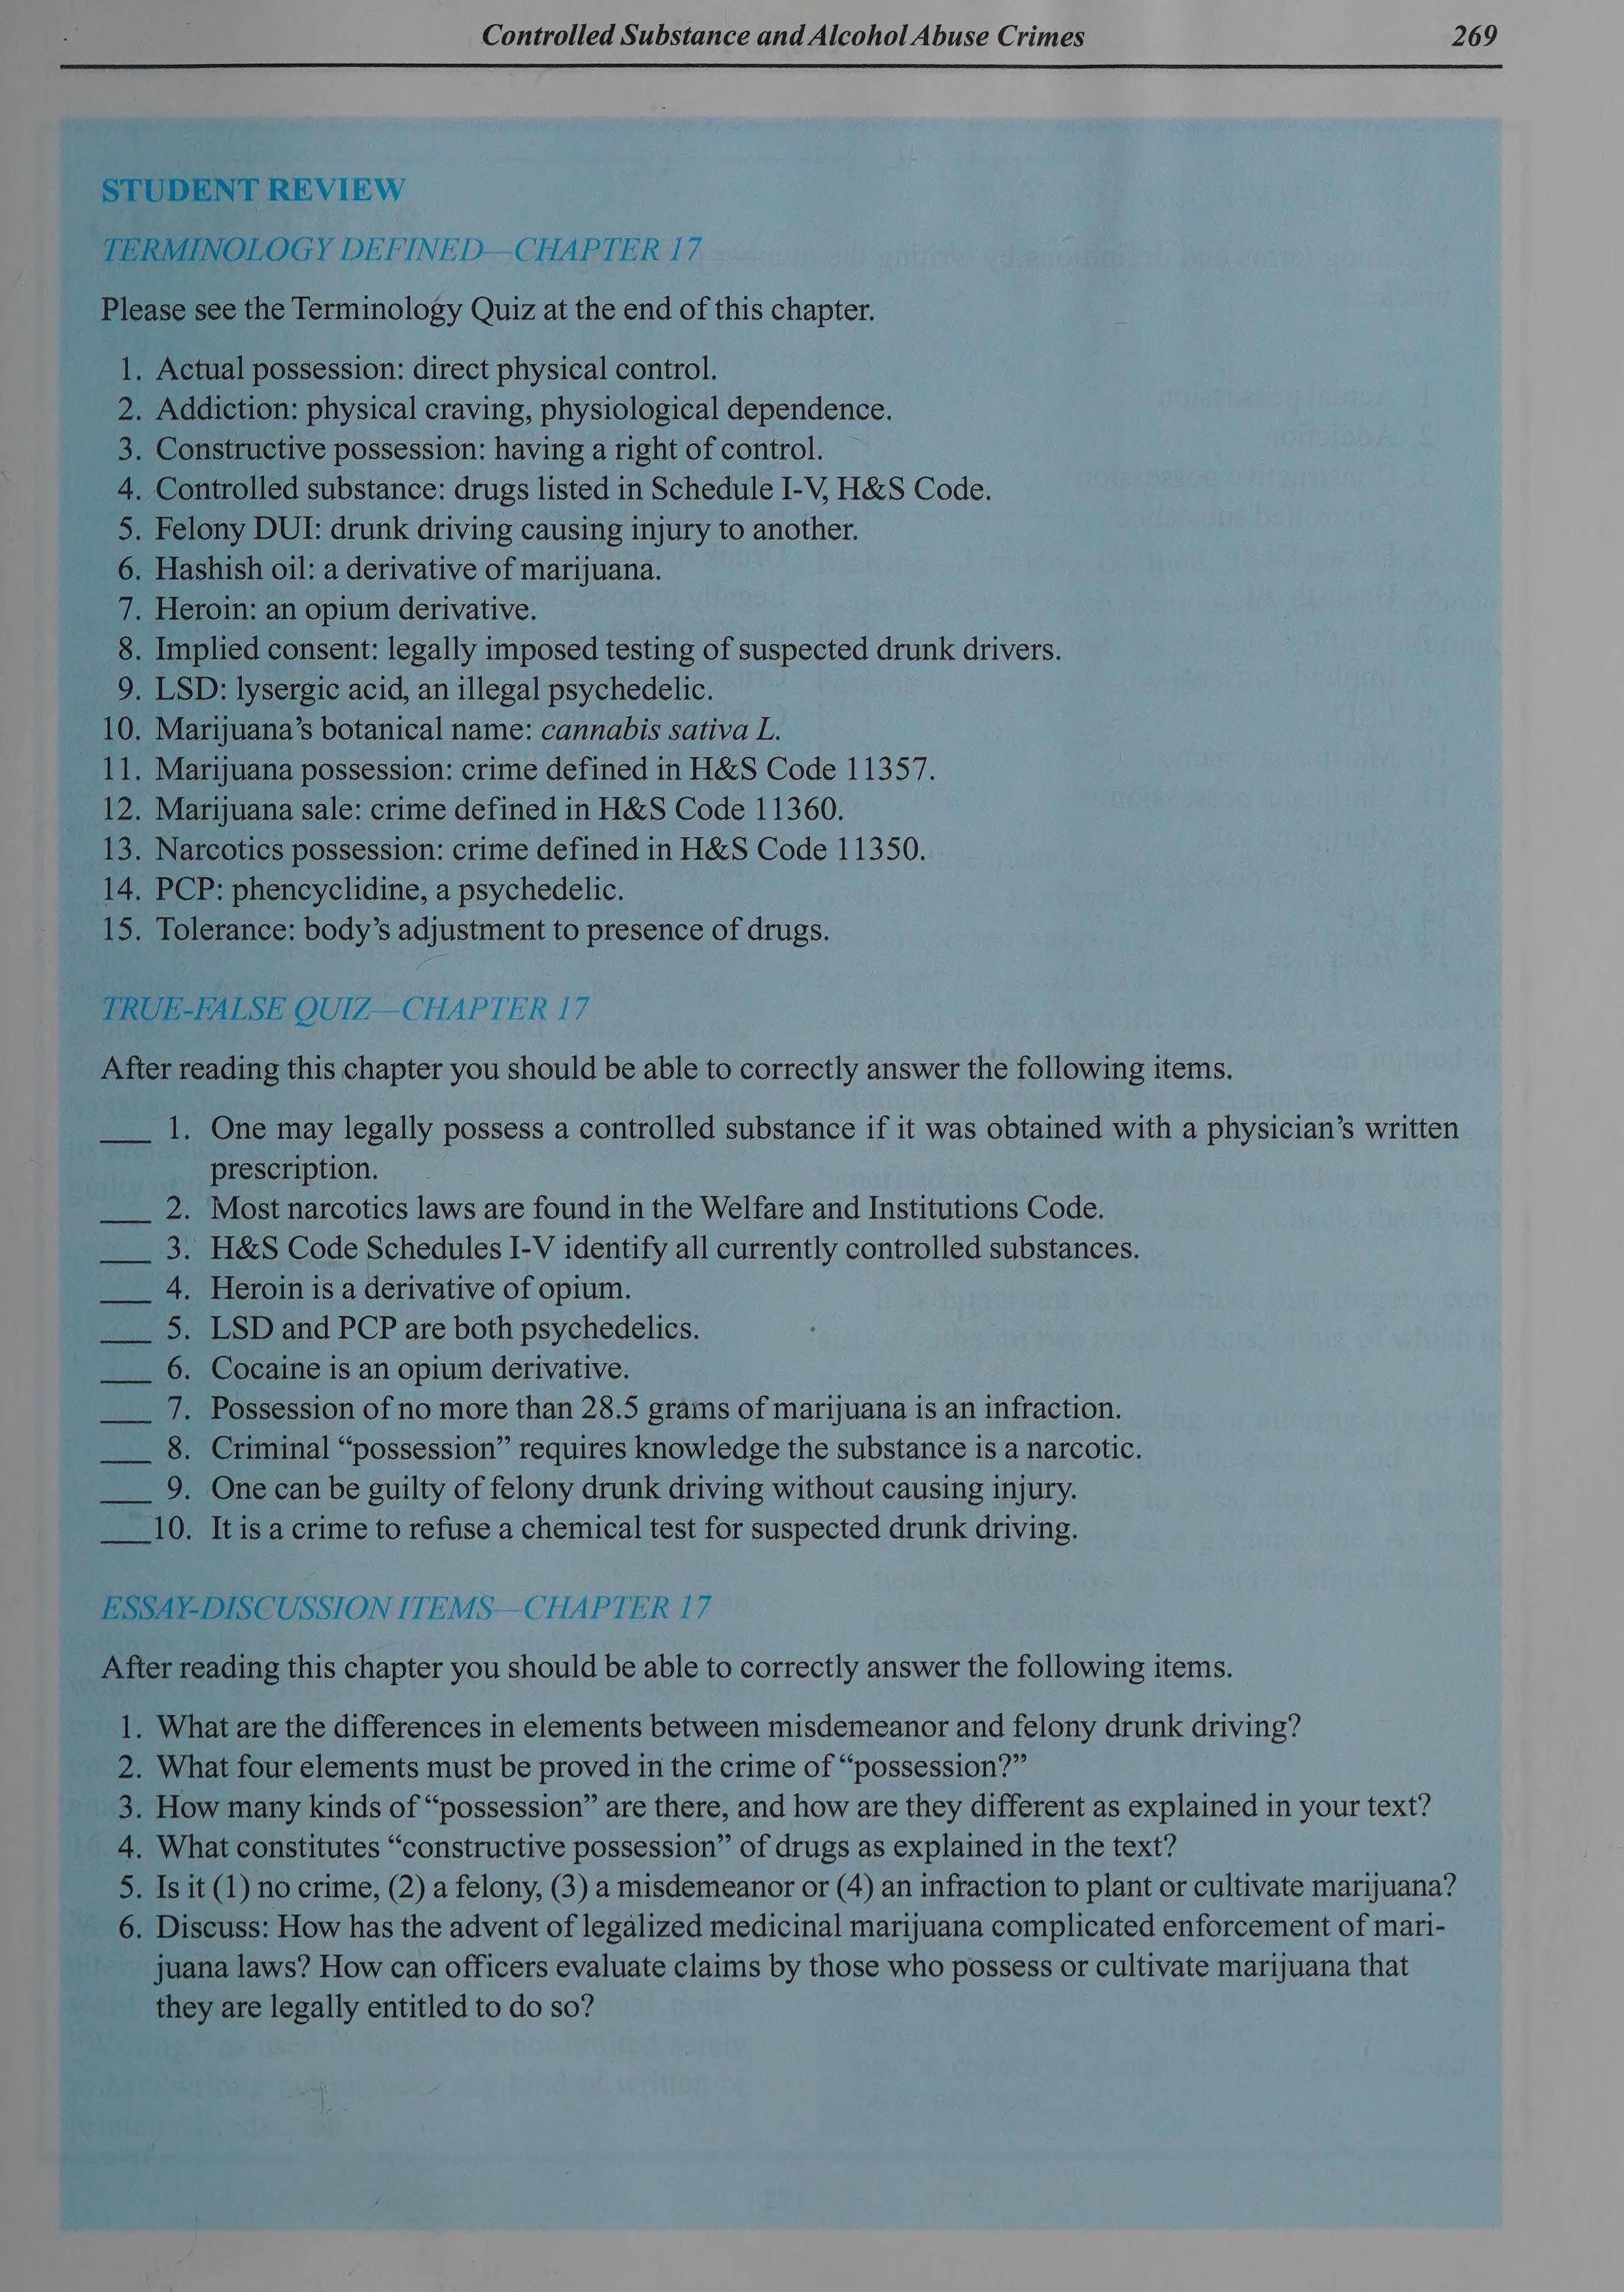 Controlled Substance and Alcohol Abuse Crimes 269
STUDENT REVIEW
TERMINOLOGY DEFINED—CHAPTER 17
Please see the Terminology Quiz at the end of this chapter.
1. Actual possession: direct physical control.
2. Addiction: physical craving, physiological dependence.
3. Constructive possession: having a right of control.
4. Controlled substance: drugs listed in Schedule I-V, H&S Code.
5. Felony DUI: drunk driving causing injury to another.
6. Hashish oil: a derivative of marijuana.
7. Heroin: an opium derivative.
8. Implied consent: legally imposed testing of suspected drunk drivers.
9. LSD: lysergic acid, an illegal psychedelic.
10. Marijuana’s botanical name: cannabis sativa L.
11. Marijuana possession: crime defined in H&S Code 11357.
12. Marijuana sale: crime defined in H&S Code 11360.
13. Narcotics possession: crime defined in H&S Code 11350.
14. PCP: phencyclidine, a psychedelic.
15. Tolerance: body’s adjustment to presence of drugs.
TRUE-FALSE QUIZ—CHAPTER 17
After reading this chapter you should be able to correctly answer the following items.
___ 1. One may legally possess a controlled substance if it was obtained with a physician’s written
prescription.
___ 2. Most narcotics laws are found in the Welfare and Institutions Code.
___ 3. H&S Code Schedules I-V identify all currently controlled substances.
___ 4. Heroin is a derivative of opium.
___ 5. LSD and PCP are both psychedelics.
___ 6. Cocaine is an opium derivative.
___ 7. Possession of no more than 28.5 grams of marijuana is an infraction.
___ 8. Criminal “possession” requires knowledge the substance is a narcotic.
___ 9. One can be guilty of felony drunk driving without causing injury.
___10. It is a crime to refuse a chemical test for suspected drunk driving.
ESSAY-DISCUSSION ITEMS—CHAPTER 17
After reading this chapter you should be able to correctly answer the following items.
1. What are the differences in elements between misdemeanor and felony drunk driving?
2. What four elements must be proved in the crime of “possession?”
3. How many kinds of “possession” are there, and how are they different as explained in your text?
4. What constitutes “constructive possession” of drugs as explained in the text?
5. Is it (1) no crime, (2) a felony, (3) a misdemeanor or (4) an infraction to plant or cultivate marijuana?
6. Discuss: How has the advent of legalized medicinal marijuana complicated enforcement of mari-
juana laws? How can officers evaluate claims by those who possess or cultivate marijuana that
they are legally entitled to do so?